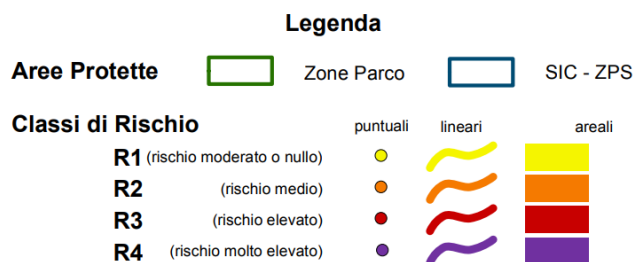 Legenda
Aree Protette Zone Parco SIC - ZPS
Classi di Rischio puntuali lineari areali
R1 (rischio moderato o nullo)
R2 (rischio medio)
R3 (rischio elevato)
R4 (rischio molto elevato)